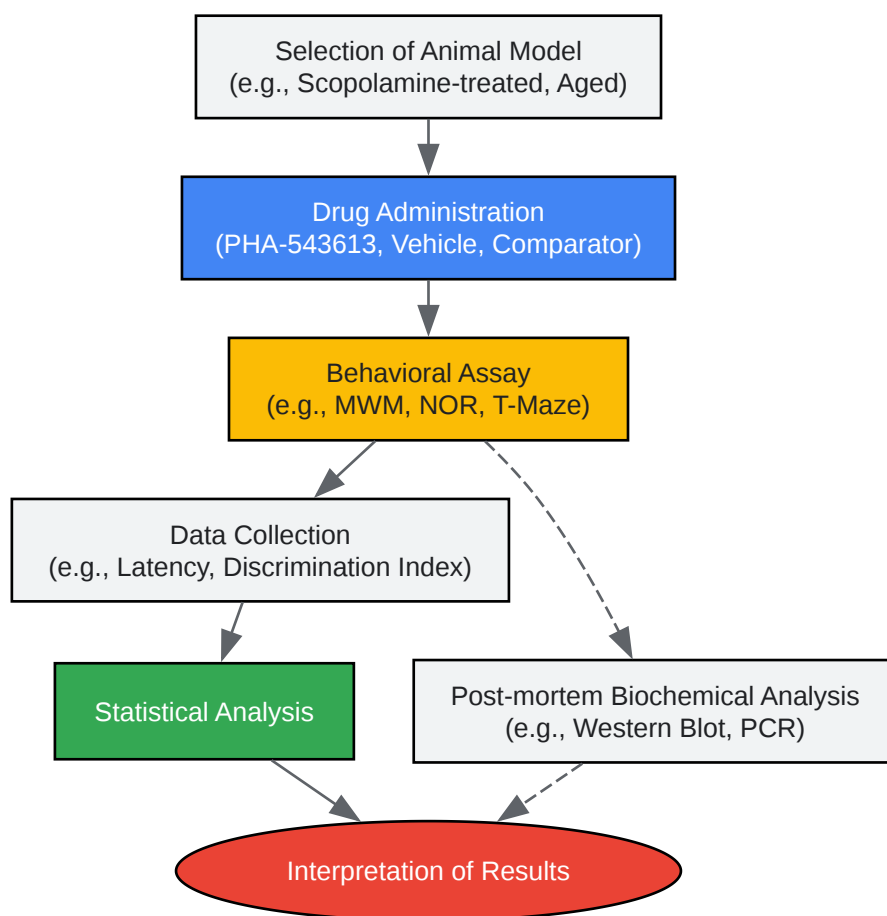 Selection of Animal Model
(e.g., Scopolamine-treated, Aged)
Drug Administration
(PHA-543613, Vehicle, Comparator)
Behavioral Assay
(e.g., MWM, NOR, T-Maze)
Data Collection
(e.g., Latency, Discrimination Index)
Statistical Analysis
Post-mortem Biochemical Analysis
(e.g., Western Blot, PCR)
Interpretation of Results